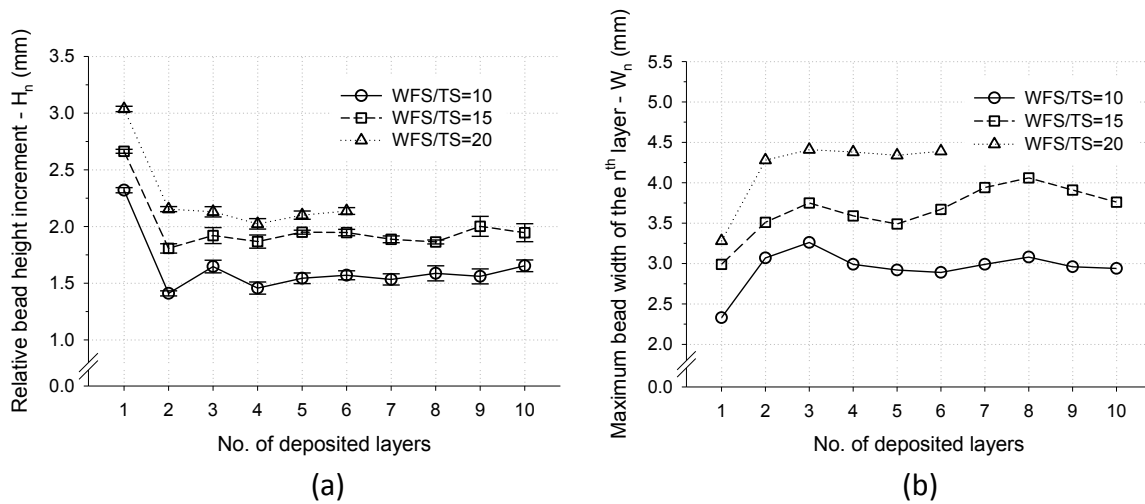 Relative bead height increment - Hn (mm)
3.5
3.0
2.5
2.0
1.5
1.0
0.0
WFS/TS=10
WFS/TS=15
WFS/TS=20
1 2 3 4 5 6 7 8 9 10
No. of deposited layers
(a)
Maximum bead width of the nth layer - Wn (mm)
5.5
5.0
4.5
4.0
3.5
3.0
2.5
2.0
0.0
WFS/TS=10
WFS/TS=15
WFS/TS=20
1 2 3 4 5 6 7 8 9 10
No. of deposited layers
(b)